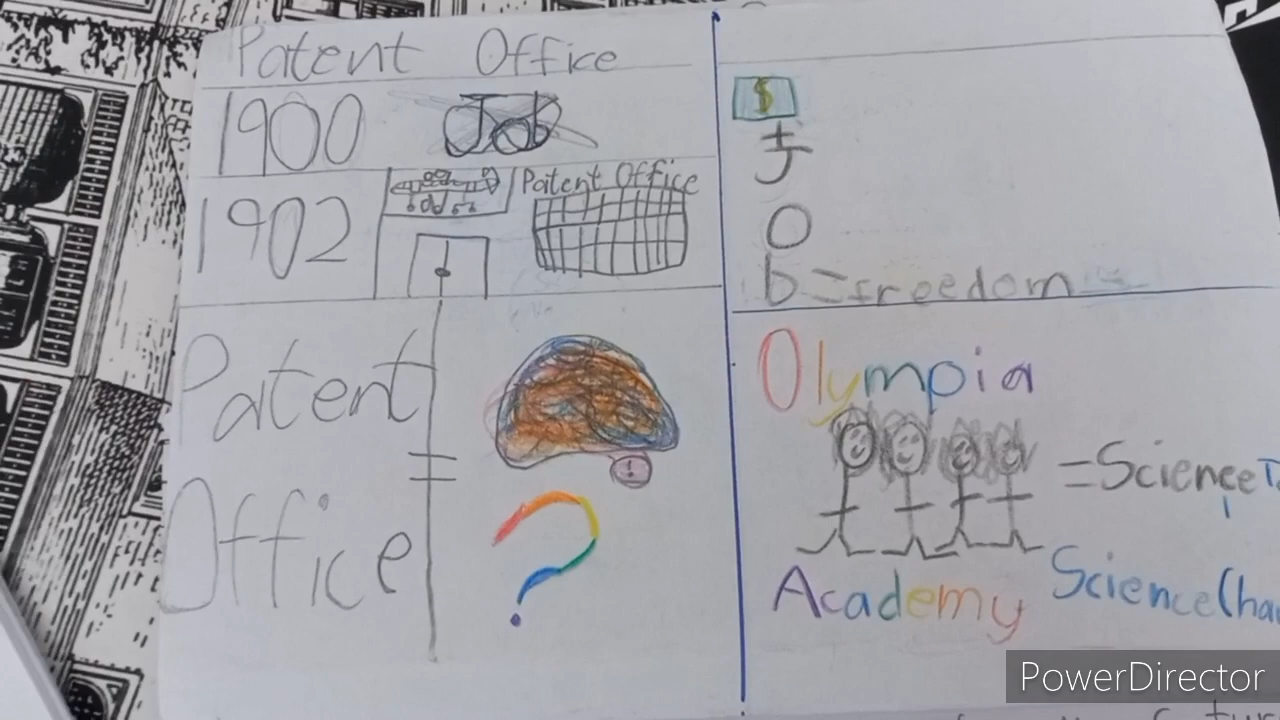 Patent Office
1900 Job
1902 Patent Office
Patent
=
Office
?
$
J
O
b = freedom
Olympia
= Science
Academy
Science
PowerDirector